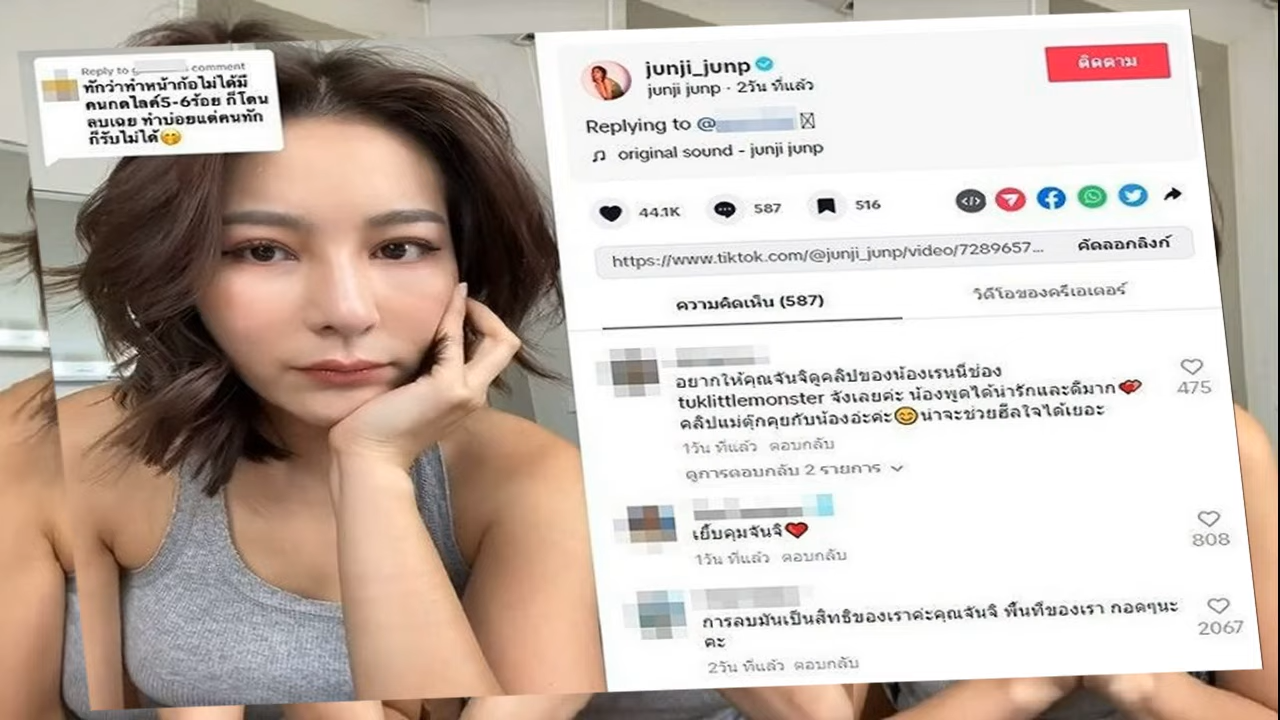 Reply to g comment
ทักว่าทำหน้าก้อไม่ได้มี
คนกดไลค์5-6ร้อย ก็โดน
ลบเฉย ทำบ่อยแต่คนทัก
ก็รับไม่ได้🤭
junji_junp
junji junp · 2วัน ที่แล้ว
ติดตาม
Replying to @
♫ original sound - junji junp
44.1K 587 516
https://www.tiktok.com/@junji_junp/video/7289657... คัดลอกลิงก์
ความคิดเห็น (587) วิดีโอของครีเอเตอร์
อยากให้คุณจันจิดูคลิปของน้องเรนนี่ช่อง
tuklittlemonster จังเลยค่ะ น้องพูดได้น่ารักและดีมาก💕
คลิปแม่ตุ๊กคุยกับน้องอ่ะค่ะ😊น่าจะช่วยฮีลใจได้เยอะ
475
1วัน ที่แล้ว ตอบกลับ
ดูการตอบกลับ 2 รายการ
เยิ้บคุมจันจิ❤️
808
1วัน ที่แล้ว ตอบกลับ
การลบมันเป็นสิทธิของเราค่ะคุณจันจิ พื้นที่ของเรา กอดๆนะ
คะ
2067
2วัน ที่แล้ว ตอบกลับ